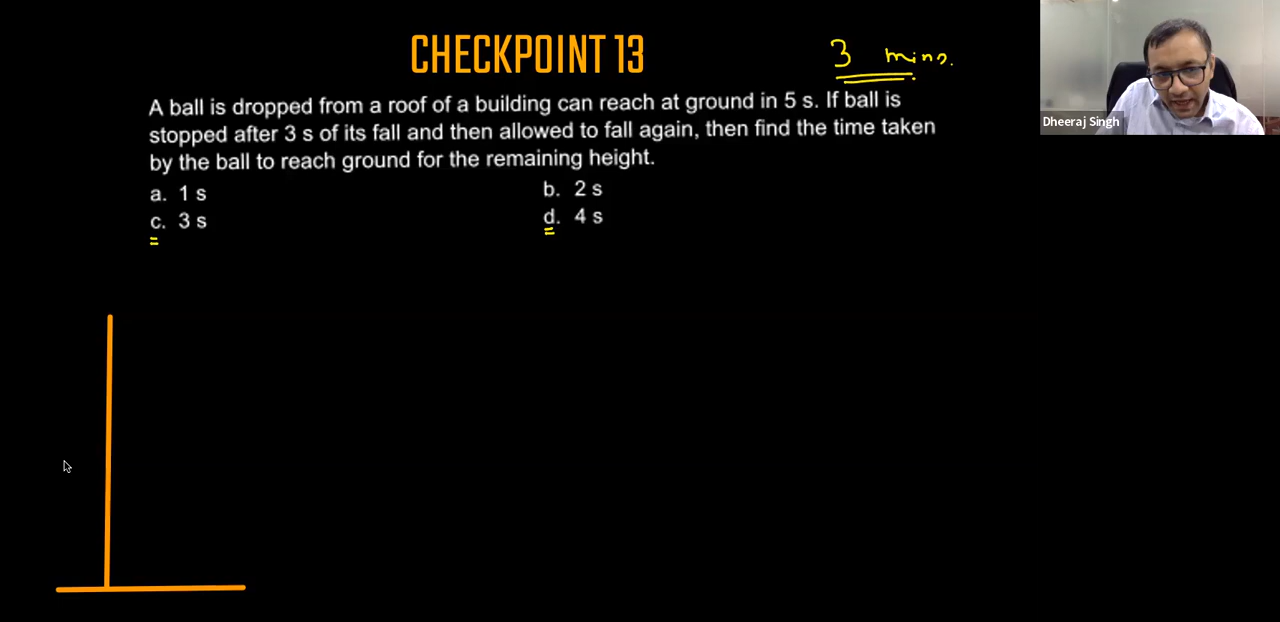 CHECKPOINT 13
3 mins.
A ball is dropped from a roof of a building can reach at ground in 5 s. If ball is
stopped after 3 s of its fall and then allowed to fall again, then find the time taken
by the ball to reach ground for the remaining height.
a. 1 s
b. 2 s
c. 3 s
d. 4 s
Dheeraj Singh